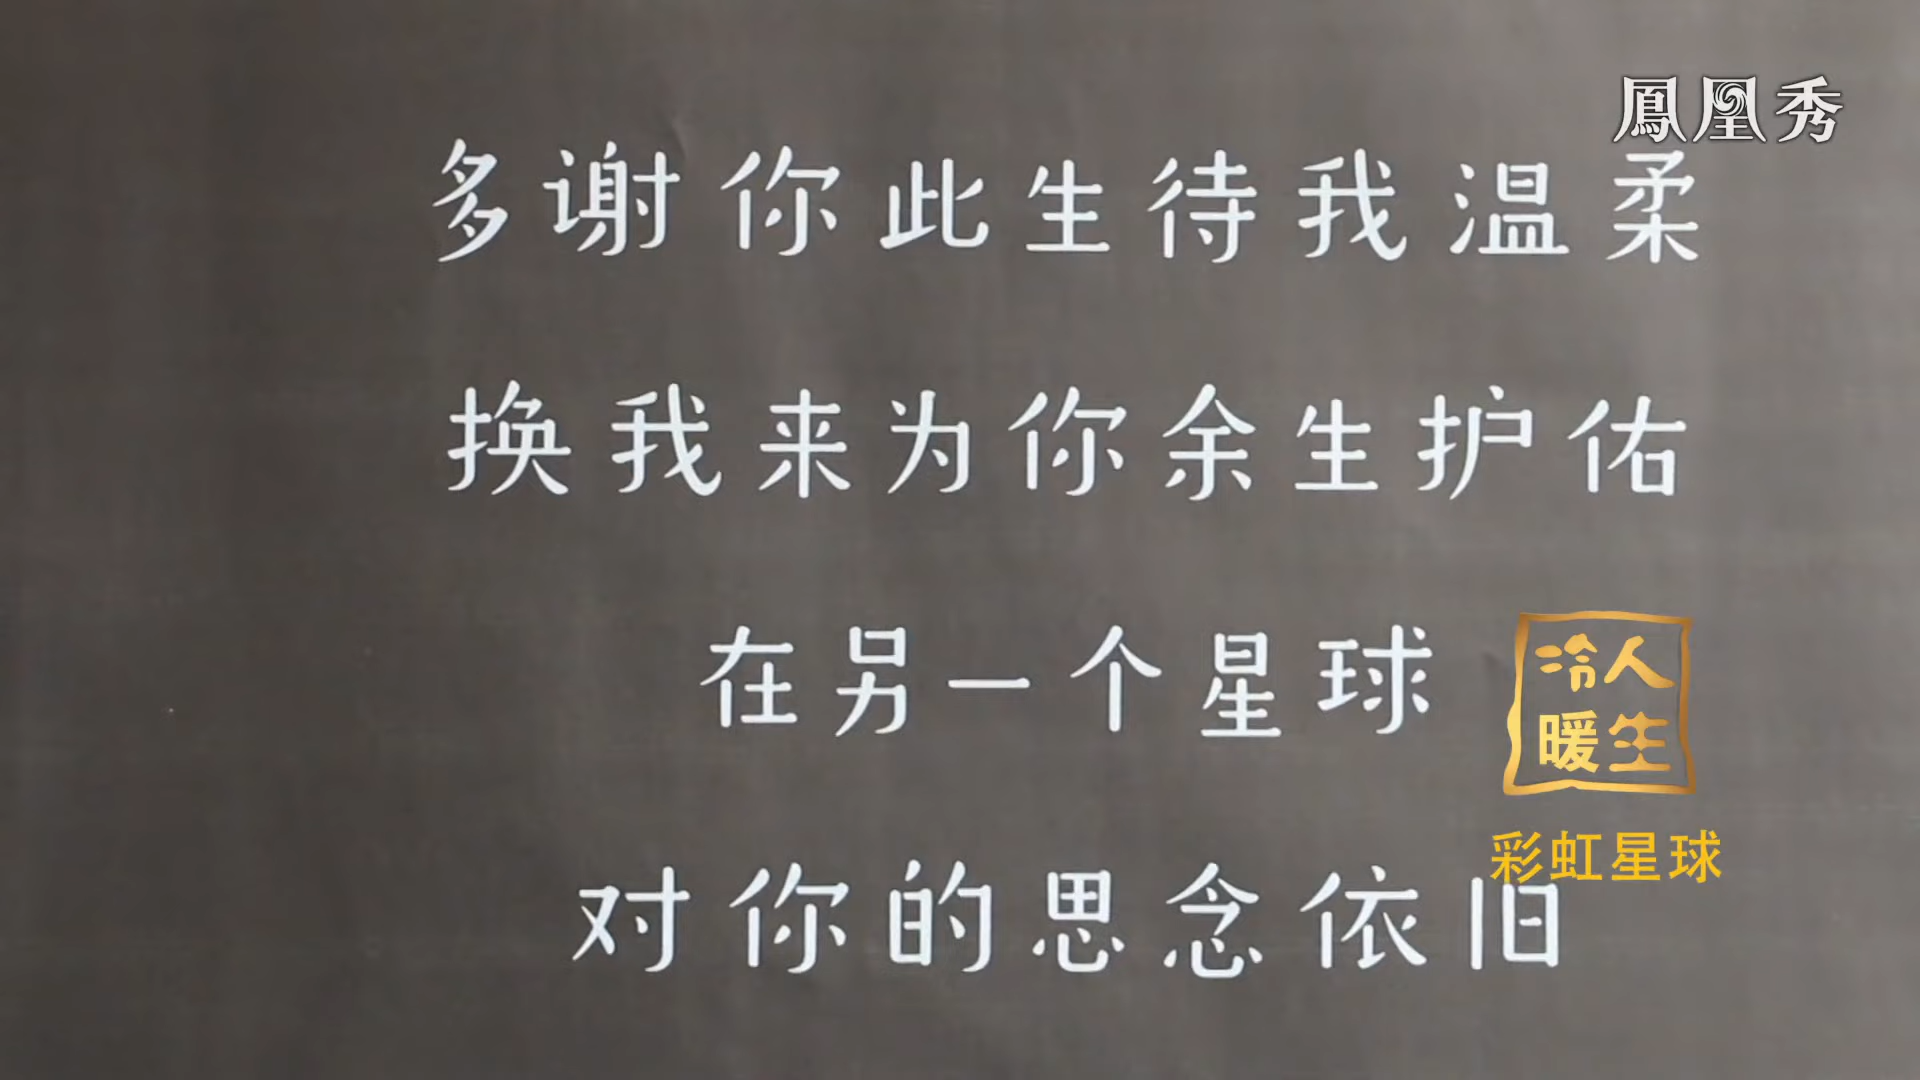 鳳凰秀
多谢你此生待我温柔
换我来为你余生护佑
在另一个星球
对你的思念依旧
冷暖人生
彩虹星球